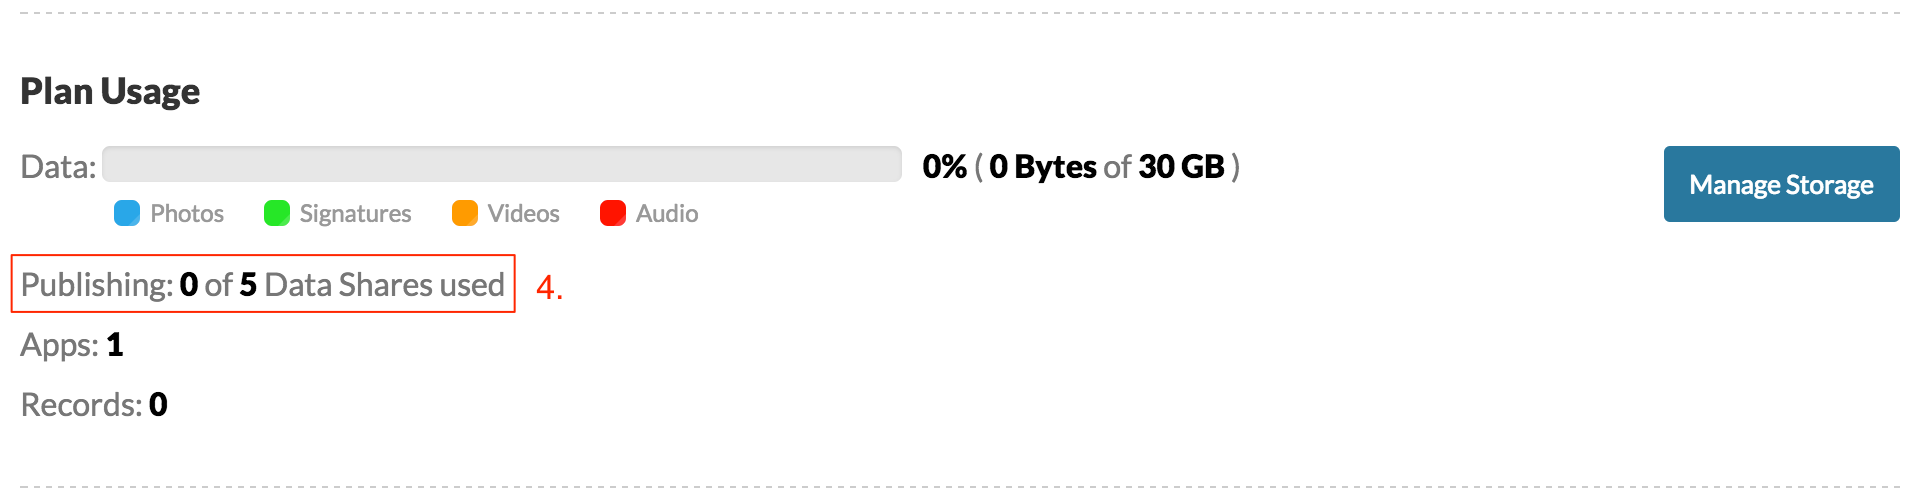 Plan Usage
Data: 0% ( 0 Bytes of 30 GB ) Manage Storage
Photos Signatures Videos Audio
Publishing: 0 of 5 Data Shares used 4.
Apps: 1
Records: 0